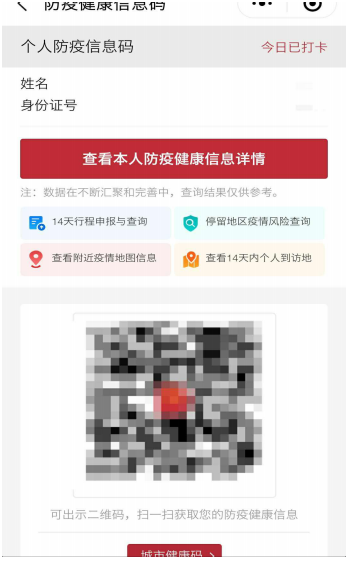 防疫健康信息码
个人防疫信息码 今日已打卡
姓名
身份证号
查看本人防疫健康信息详情
注：数据在不断汇聚和完善中，查询结果仅供参考。
14天行程申报与查询 停留地区疫情风险查询
查看附近疫情地图信息 查看14天内个人到访地
可出示二维码，扫一扫获取您的防疫健康信息
城市健康码